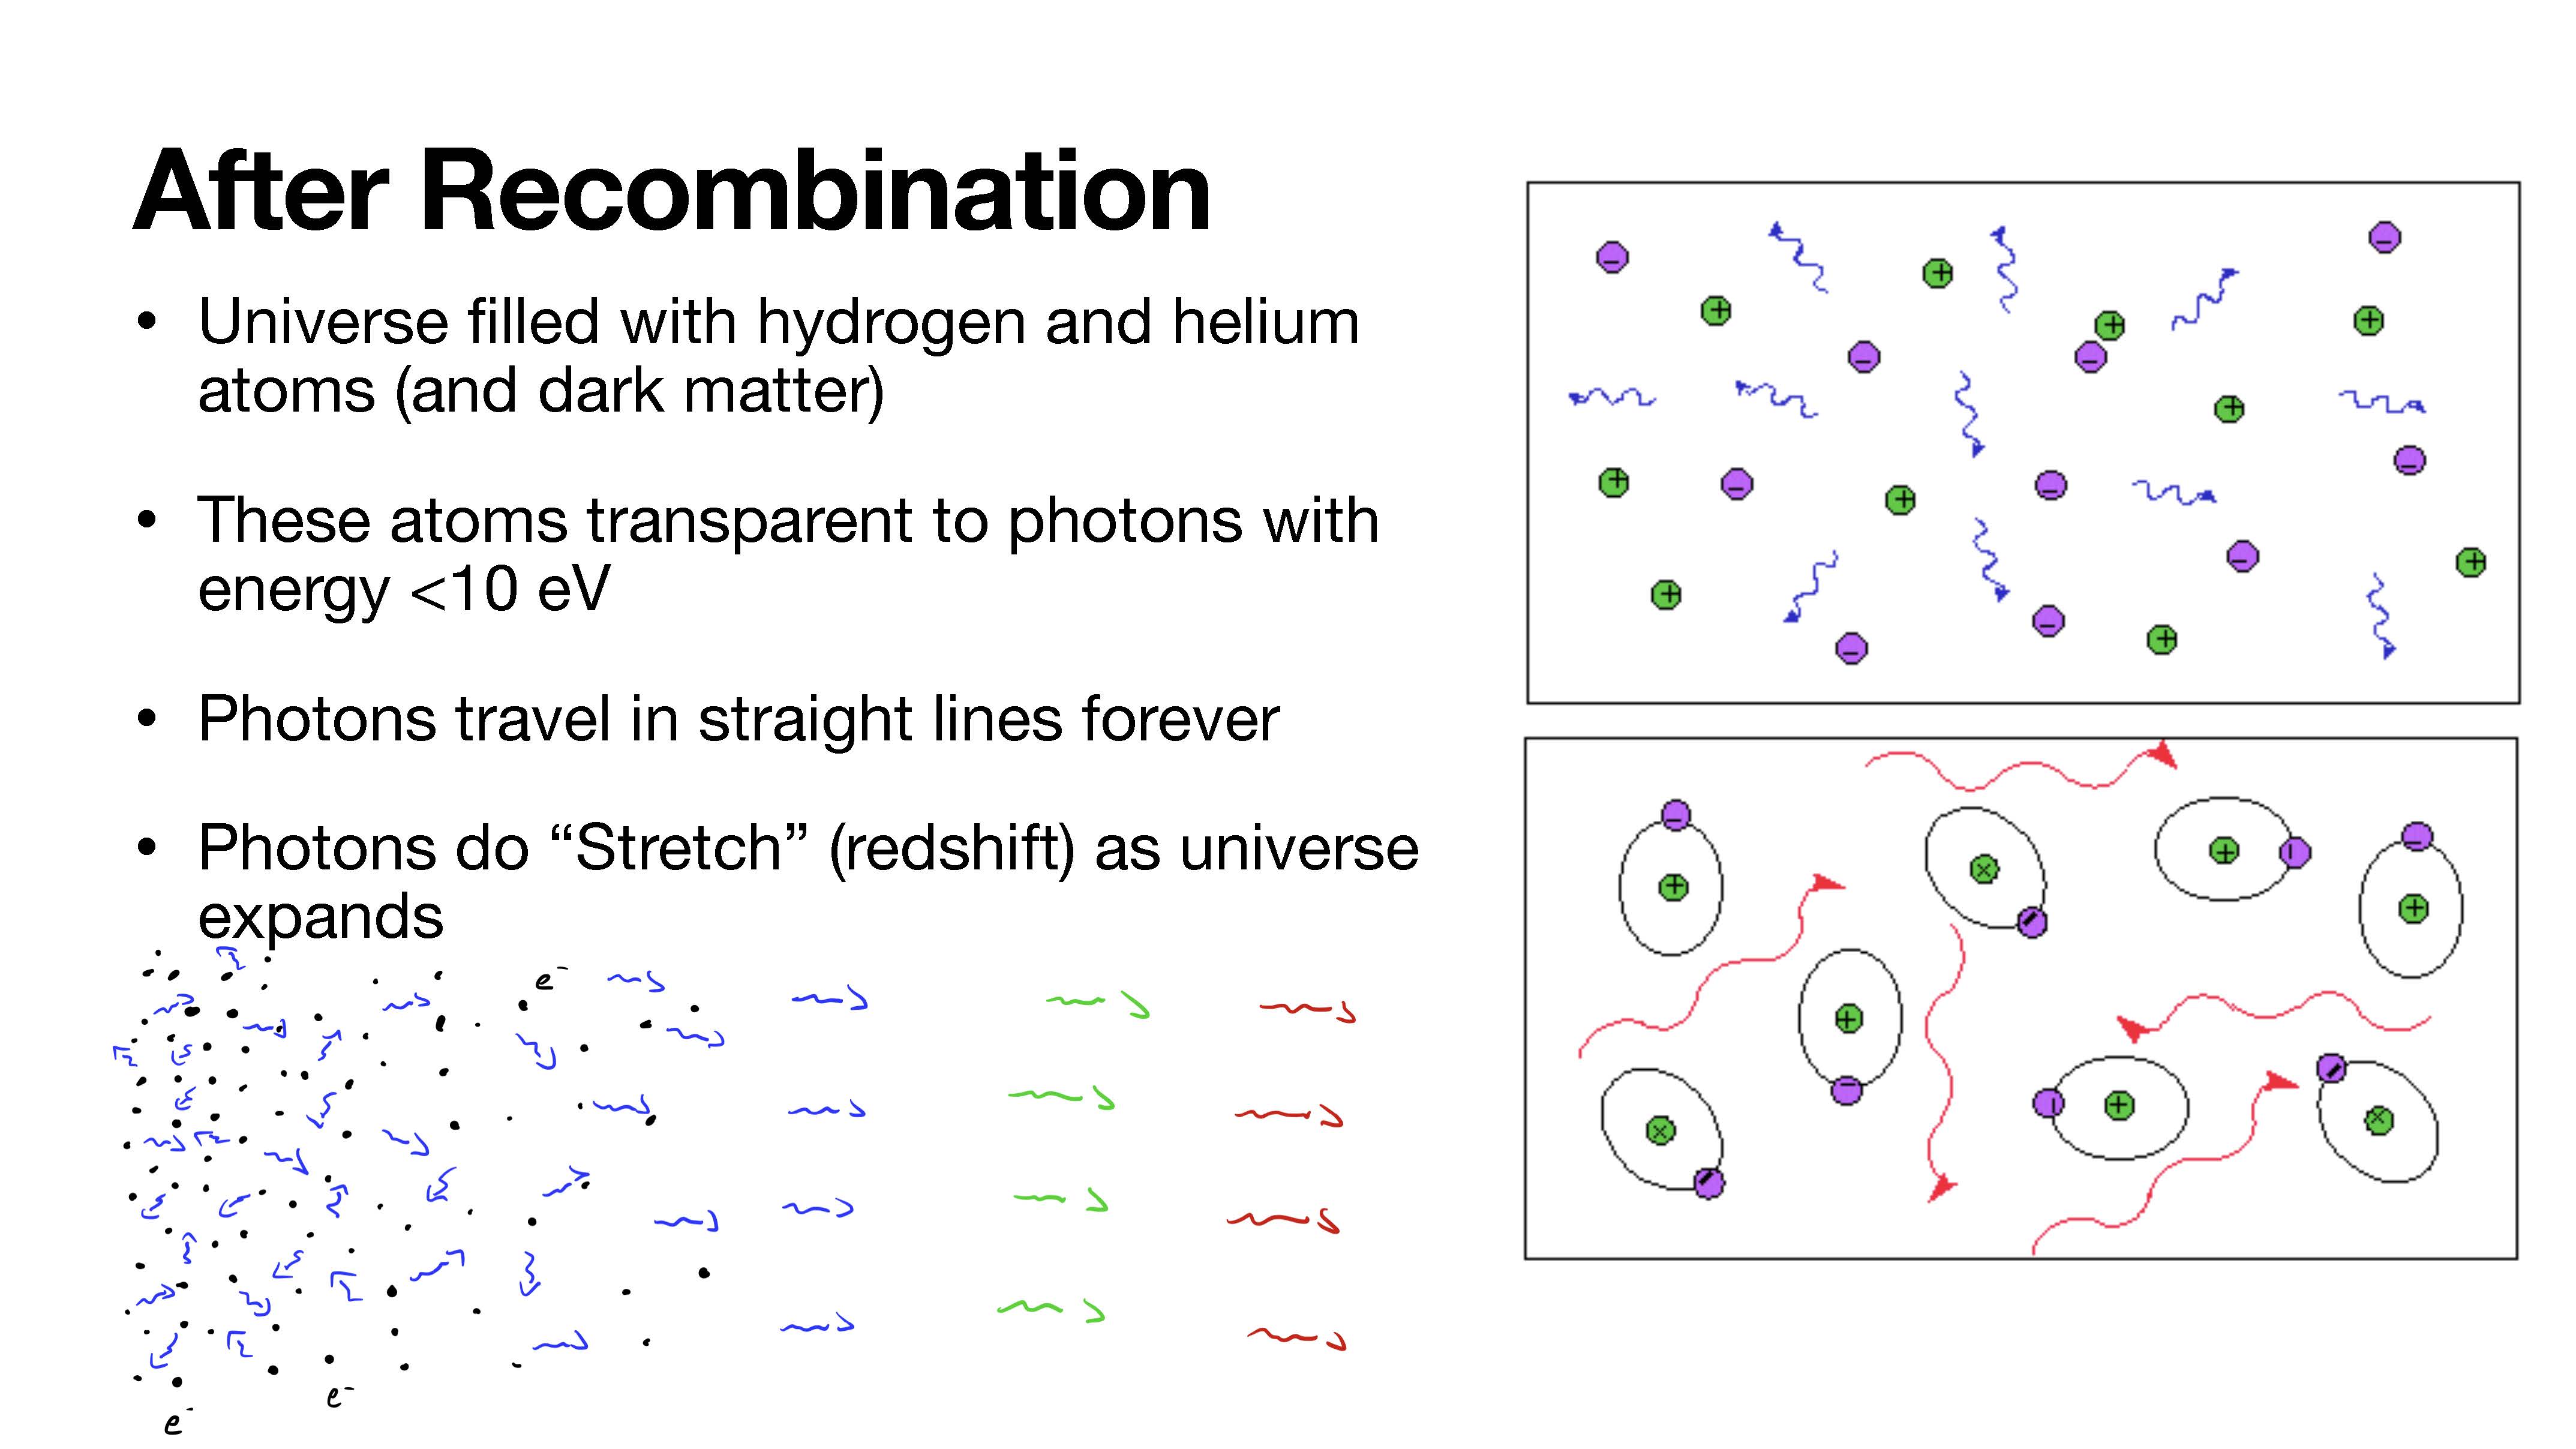 After Recombination
• Universe filled with hydrogen and helium
atoms (and dark matter)
• These atoms transparent to photons with
energy <10 eV
• Photons travel in straight lines forever
• Photons do “Stretch” (redshift) as universe
expands
e⁻
e⁻
e⁻